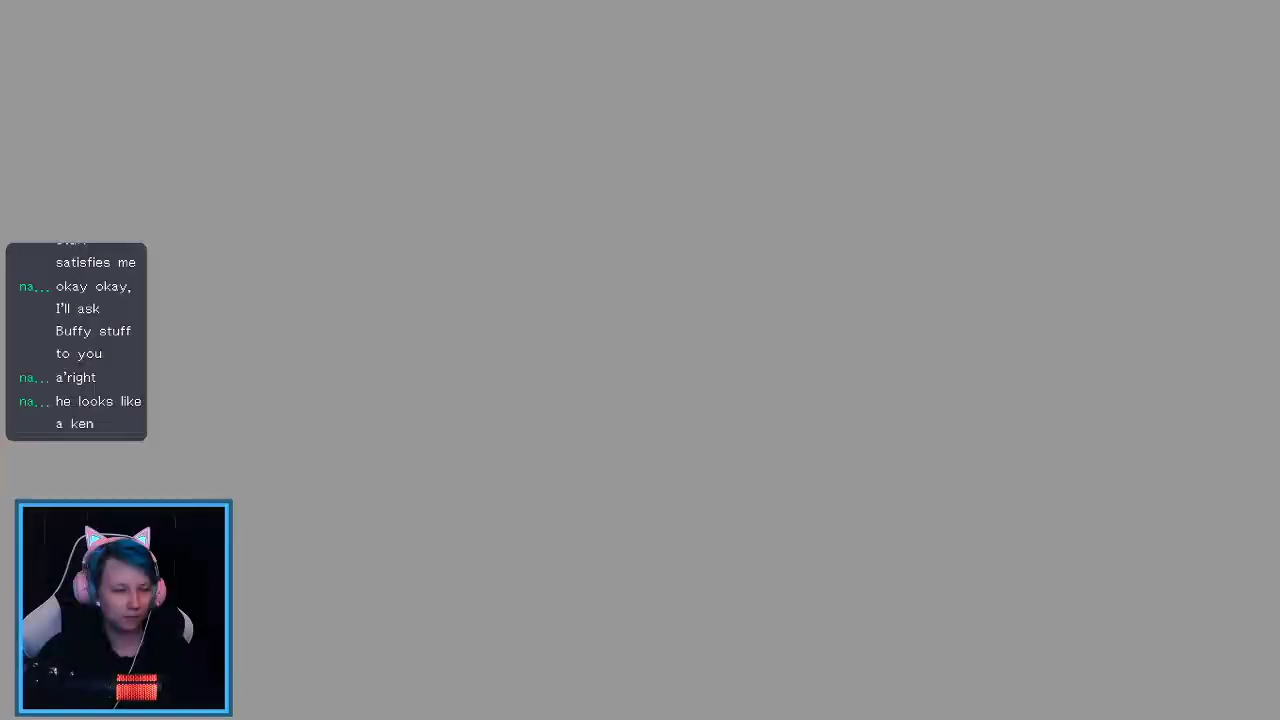 satisfies me
na... okay okay,
I'll ask
Buffy stuff
to you
na... a'right
na... he looks like
a ken